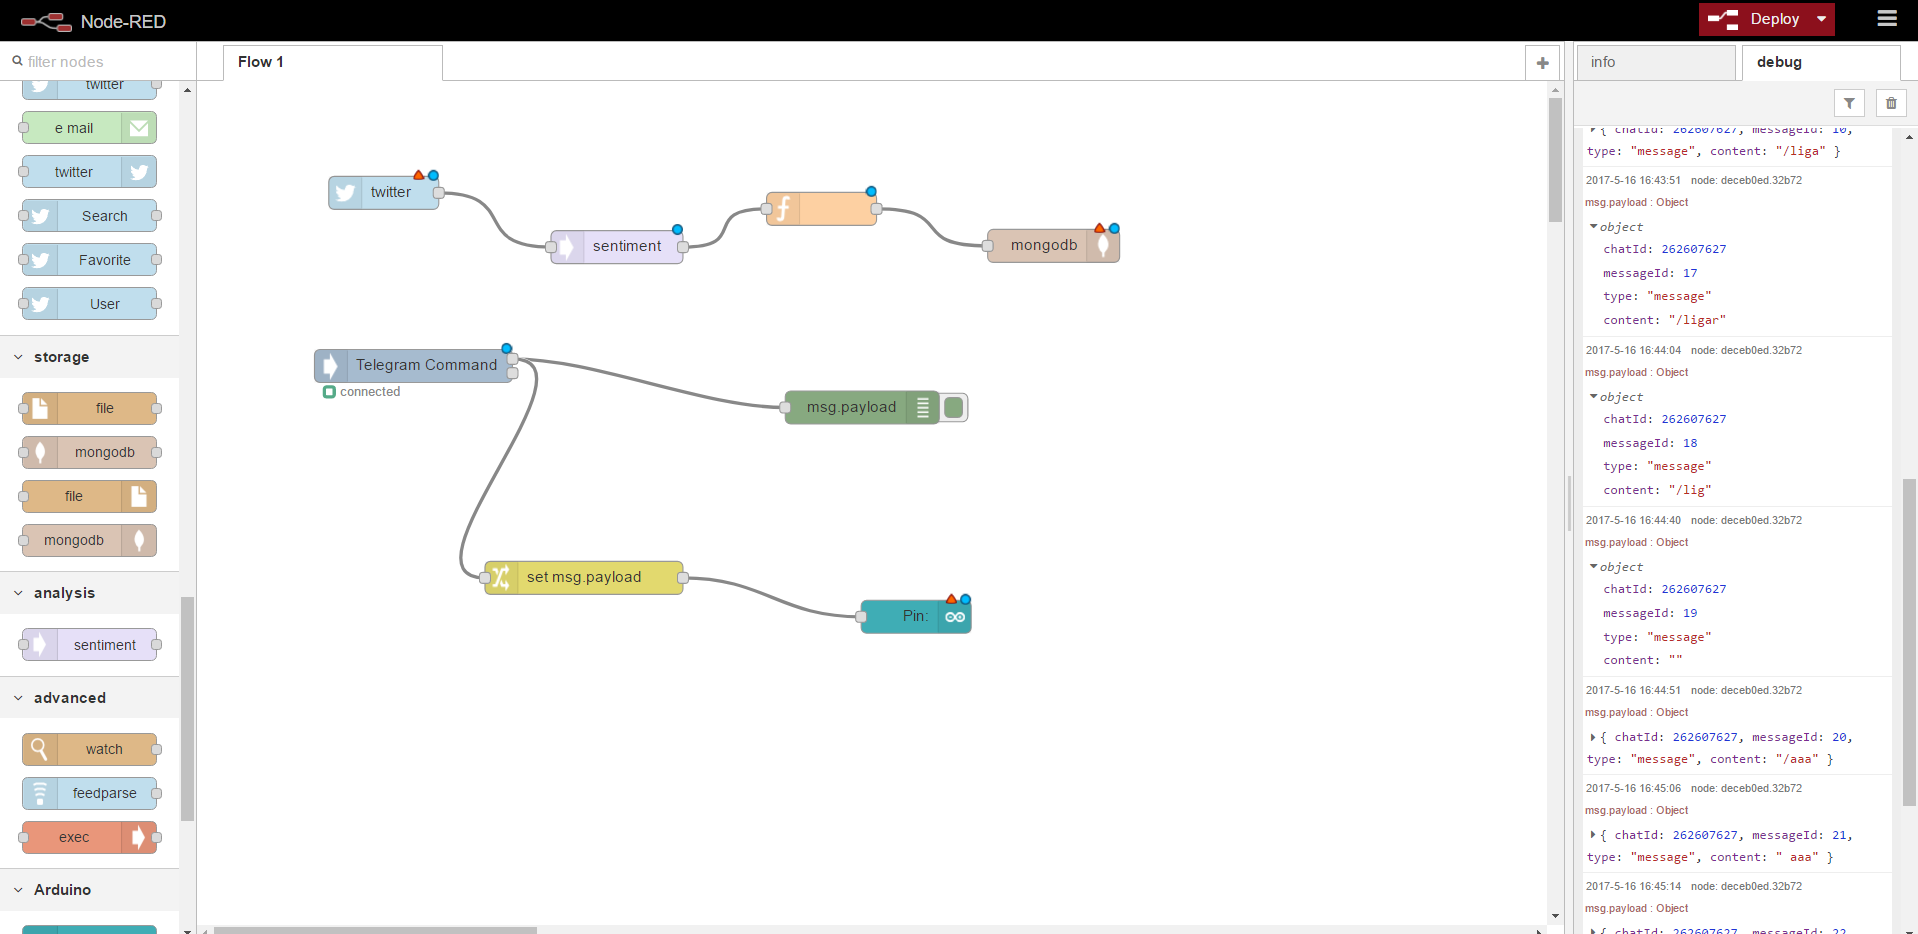 Node-RED
Deploy
filter nodes
Flow 1
info
debug
twitter
e mail
twitter
Search
Favorite
User
storage
file
mongodb
file
mongodb
analysis
sentiment
advanced
watch
feedparse
exec
Arduino
twitter
sentiment
f
mongodb
Telegram Command
connected
msg.payload
set msg.payload
Pin:
{ chatId: 262607627, messageId: 10,
type: "message", content: "/liga" }
2017-5-16 16:43:51 node: deceb0ed.32b72
msg.payload : Object
object
chatId: 262607627
messageId: 17
type: "message"
content: "/ligar"
2017-5-16 16:44:04 node: deceb0ed.32b72
msg.payload : Object
object
chatId: 262607627
messageId: 18
type: "message"
content: "/lig"
2017-5-16 16:44:40 node: deceb0ed.32b72
msg.payload : Object
object
chatId: 262607627
messageId: 19
type: "message"
content: ""
2017-5-16 16:44:51 node: deceb0ed.32b72
msg.payload : Object
{ chatId: 262607627, messageId: 20,
type: "message", content: "/aaa" }
2017-5-16 16:45:06 node: deceb0ed.32b72
msg.payload : Object
{ chatId: 262607627, messageId: 21,
type: "message", content: " aaa" }
2017-5-16 16:45:14 node: deceb0ed.32b72
msg.payload : Object
{ chatId: 262607627, messageId: 22,